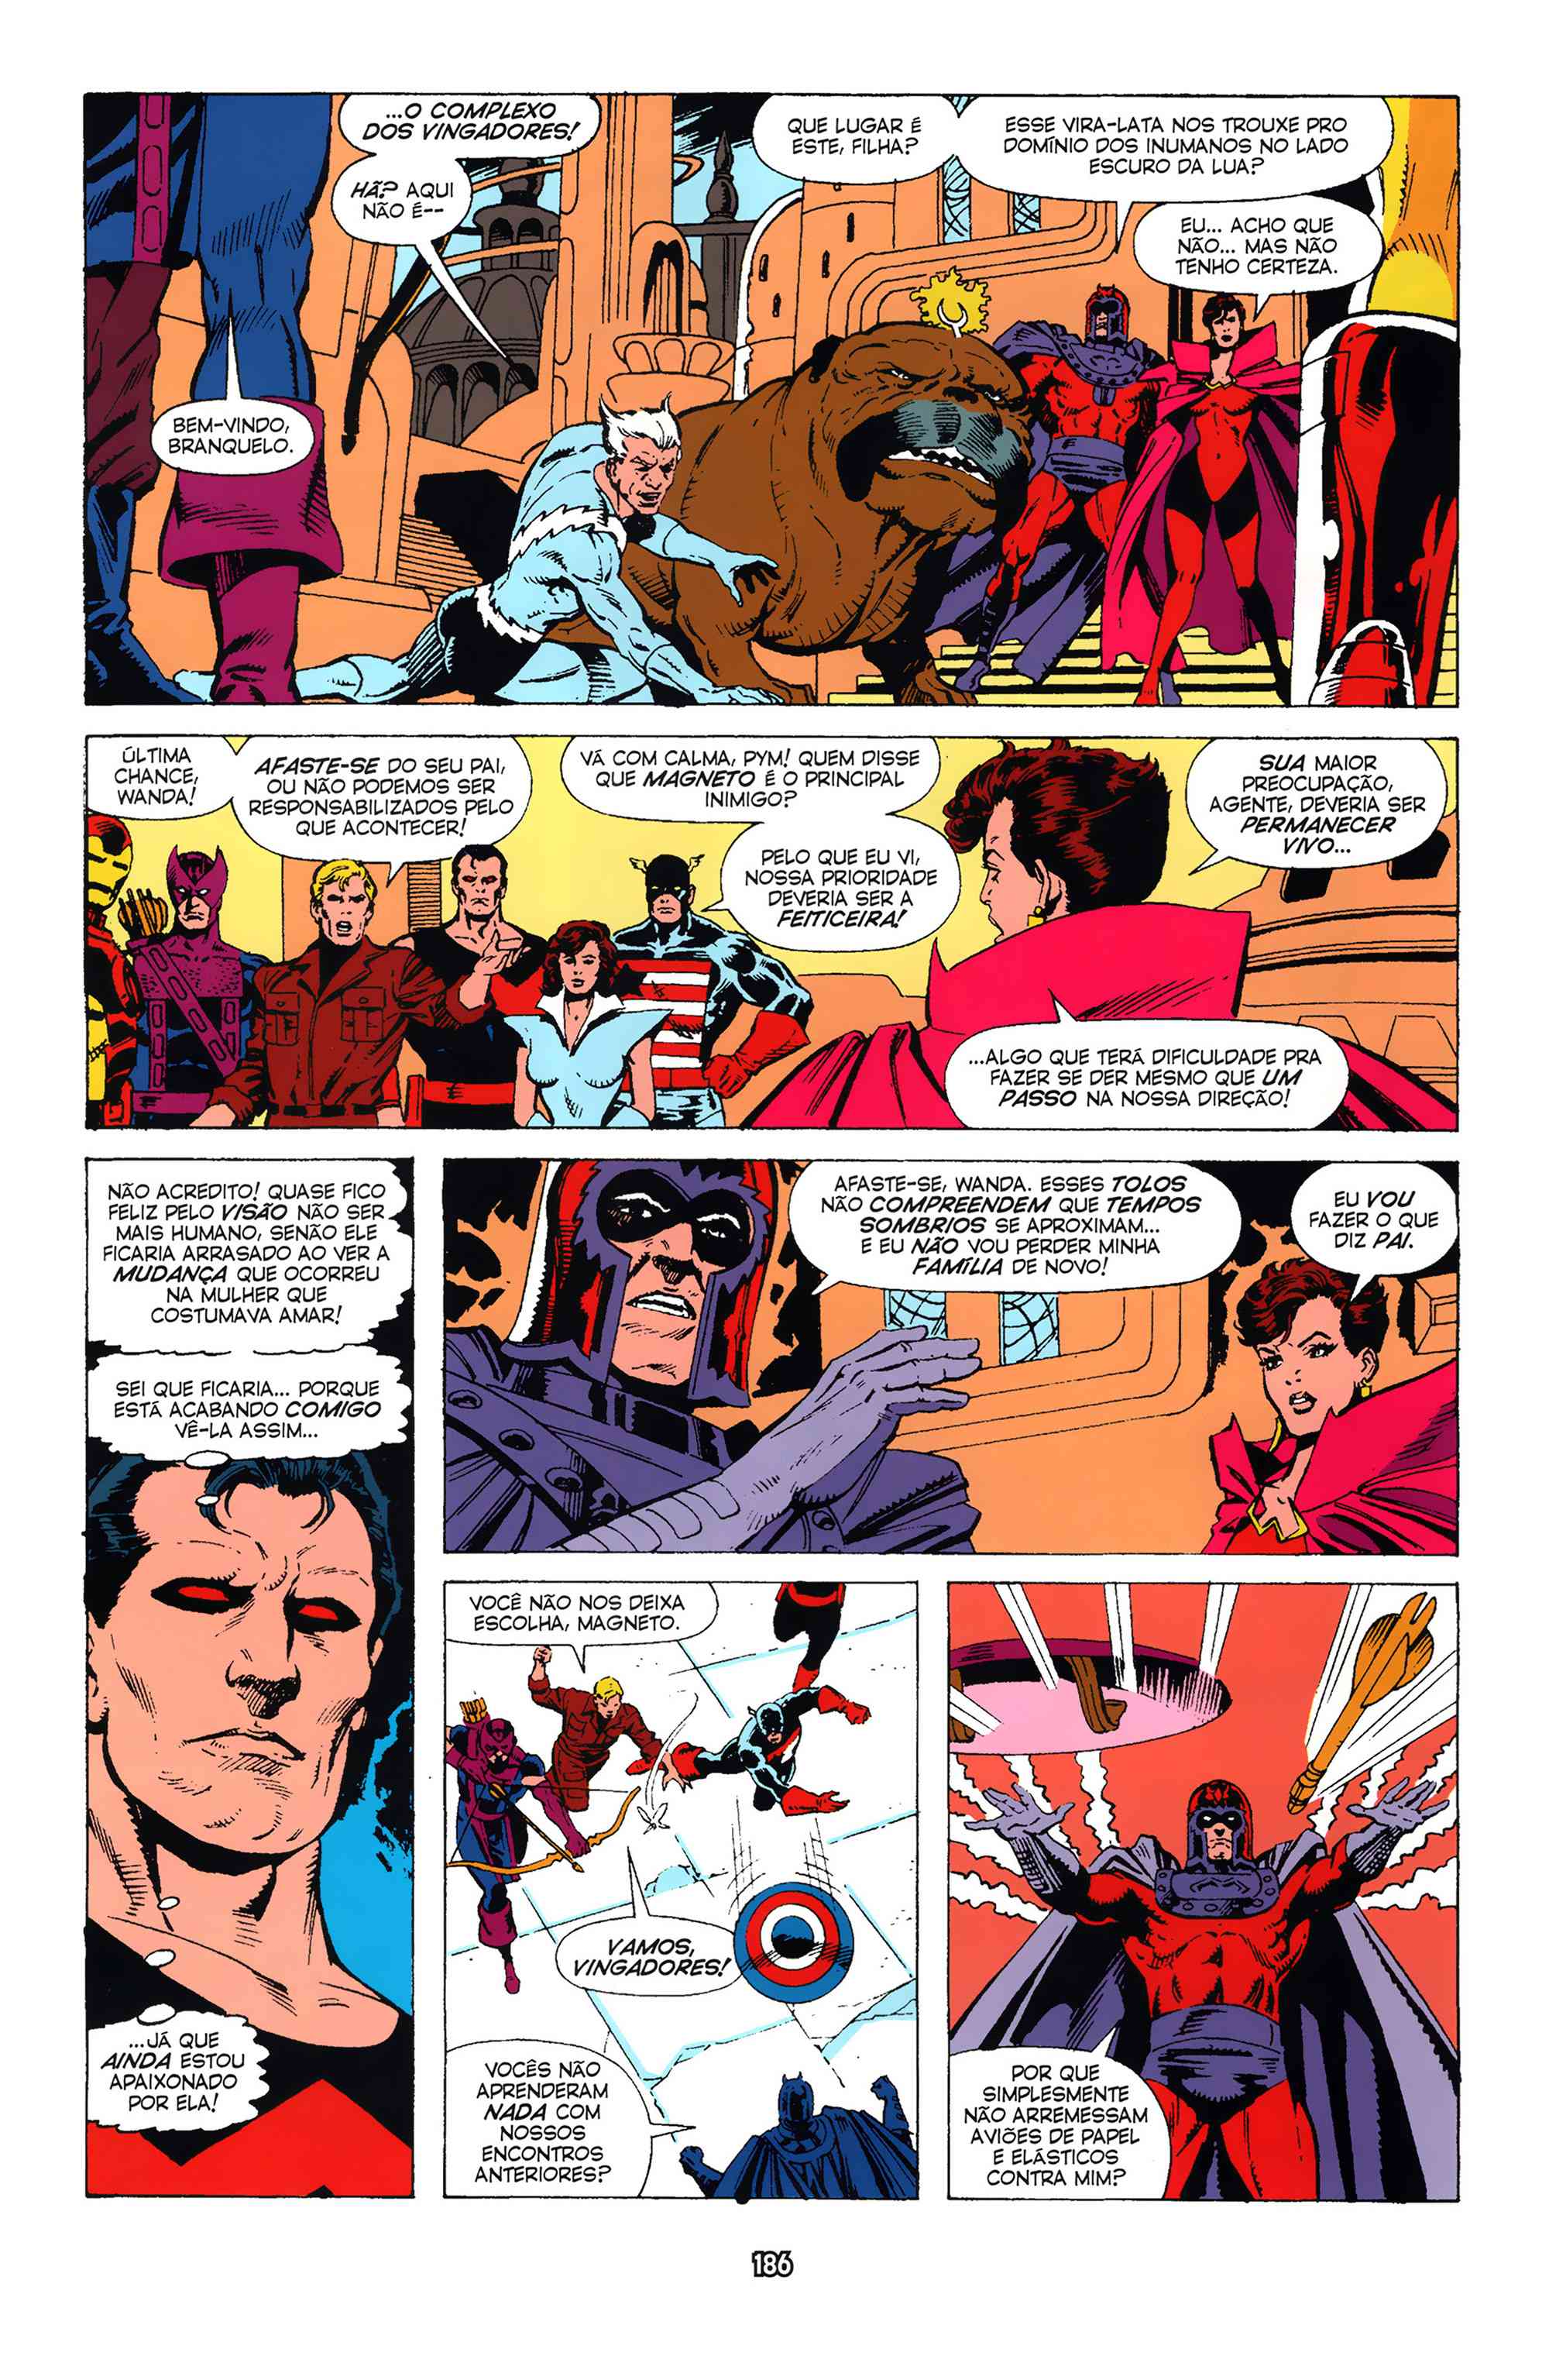 ...O COMPLEXO
DOS VINGADORES!
HÃ? AQUI
NÃO É--
BEM-VINDO,
BRANQUELO.
QUE LUGAR É
ESTE, FILHA?
ESSE VIRA-LATA NOS TROUXE PRO
DOMÍNIO DOS INUMANOS NO LADO
ESCURO DA LUA?
EU... ACHO QUE
NÃO... MAS NÃO
TENHO CERTEZA.
ÚLTIMA
CHANCE,
WANDA!
AFASTE-SE DO SEU PAI,
OU NÃO PODEMOS SER
RESPONSABILIZADOS PELO
QUE ACONTECER!
VÁ COM CALMA, PYM! QUEM DISSE
QUE MAGNETO É O PRINCIPAL
INIMIGO?
PELO QUE EU VI,
NOSSA PRIORIDADE
DEVERIA SER A
FEITICEIRA!
SUA MAIOR
PREOCUPAÇÃO,
AGENTE, DEVERIA SER
PERMANECER
VIVO...
...ALGO QUE TERÁ DIFICULDADE PRA
FAZER SE DER MESMO QUE UM
PASSO NA NOSSA DIREÇÃO!
NÃO ACREDITO! QUASE FICO
FELIZ PELO VISÃO NÃO SER
MAIS HUMANO, SENÃO ELE
FICARIA ARRASADO AO VER A
MUDANÇA QUE OCORREU
NA MULHER QUE
COSTUMAVA AMAR!
SEI QUE FICARIA... PORQUE
ESTÁ ACABANDO COMIGO
VÊ-LA ASSIM...
...JÁ QUE
AINDA ESTOU
APAIXONADO
POR ELA!
AFASTE-SE, WANDA. ESSES TOLOS
NÃO COMPREENDEM QUE TEMPOS
SOMBRIOS SE APROXIMAM...
E EU NÃO VOU PERDER MINHA
FAMÍLIA DE NOVO!
EU VOU
FAZER O QUE
DIZ PAI.
VOCÊ NÃO NOS DEIXA
ESCOLHA, MAGNETO.
VAMOS,
VINGADORES!
VOCÊS NÃO
APRENDERAM
NADA COM
NOSSOS
ENCONTROS
ANTERIORES?
POR QUE
SIMPLESMENTE
NÃO ARREMESSAM
AVIÕES DE PAPEL
E ELÁSTICOS
CONTRA MIM?
186